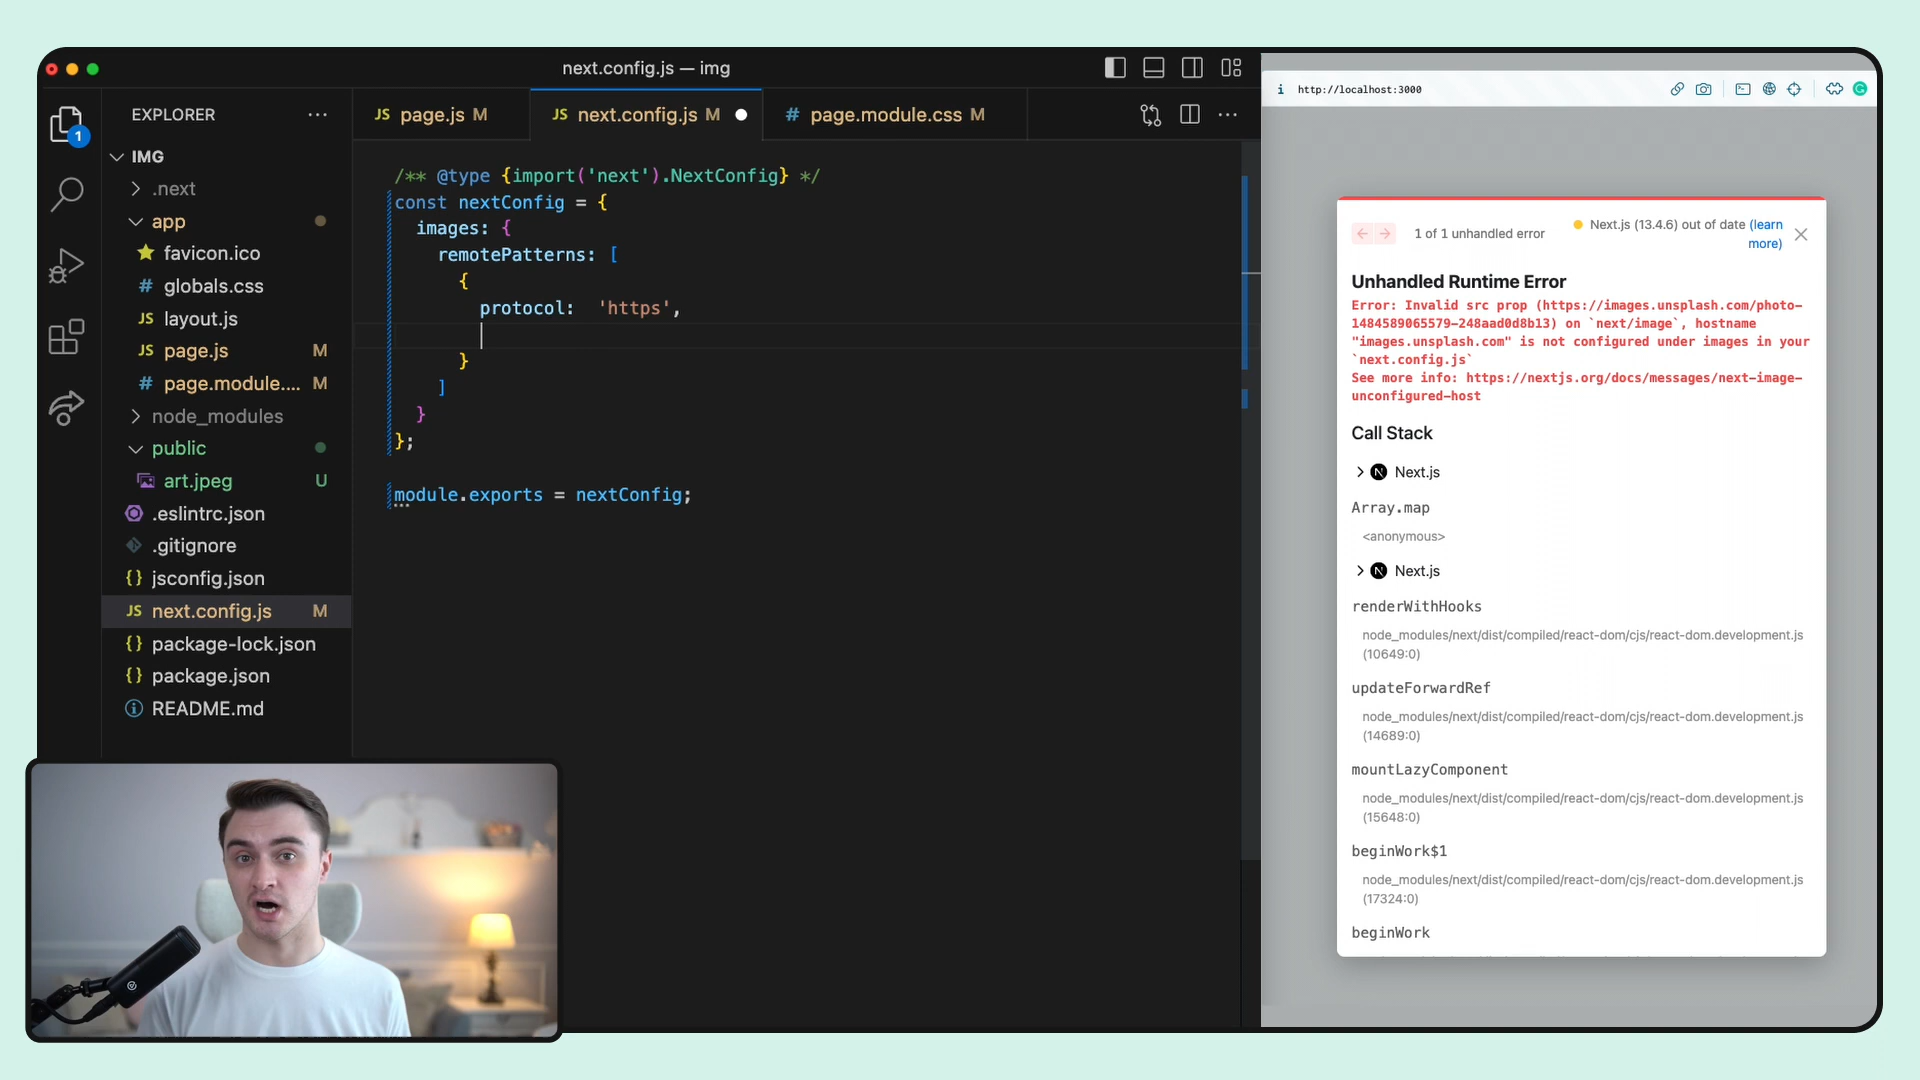 next.config.js — img
EXPLORER
1
IMG
.next
app
favicon.ico
globals.css
layout.js
page.js M
page.module.... M
node_modules
public
art.jpeg U
.eslintrc.json
.gitignore
jsconfig.json
next.config.js M
package-lock.json
package.json
README.md
JS page.js M
JS next.config.js M
# page.module.css M
/** @type {import('next').NextConfig} */
const nextConfig = {
images: {
remotePatterns: [
{
protocol: 'https',
}
]
}
};
module.exports = nextConfig;
http://localhost:3000
1 of 1 unhandled error
Next.js (13.4.6) out of date (learn
more)
Unhandled Runtime Error
Error: Invalid src prop (https://images.unsplash.com/photo-
1484589065579-248aad0d8b13) on `next/image`, hostname
"images.unsplash.com" is not configured under images in your
`next.config.js`
See more info: https://nextjs.org/docs/messages/next-image-
unconfigured-host
Call Stack
Next.js
Array.map
<anonymous>
Next.js
renderWithHooks
node_modules/next/dist/compiled/react-dom/cjs/react-dom.development.js
(10649:0)
updateForwardRef
node_modules/next/dist/compiled/react-dom/cjs/react-dom.development.js
(14689:0)
mountLazyComponent
node_modules/next/dist/compiled/react-dom/cjs/react-dom.development.js
(15648:0)
beginWork$1
node_modules/next/dist/compiled/react-dom/cjs/react-dom.development.js
(17324:0)
beginWork